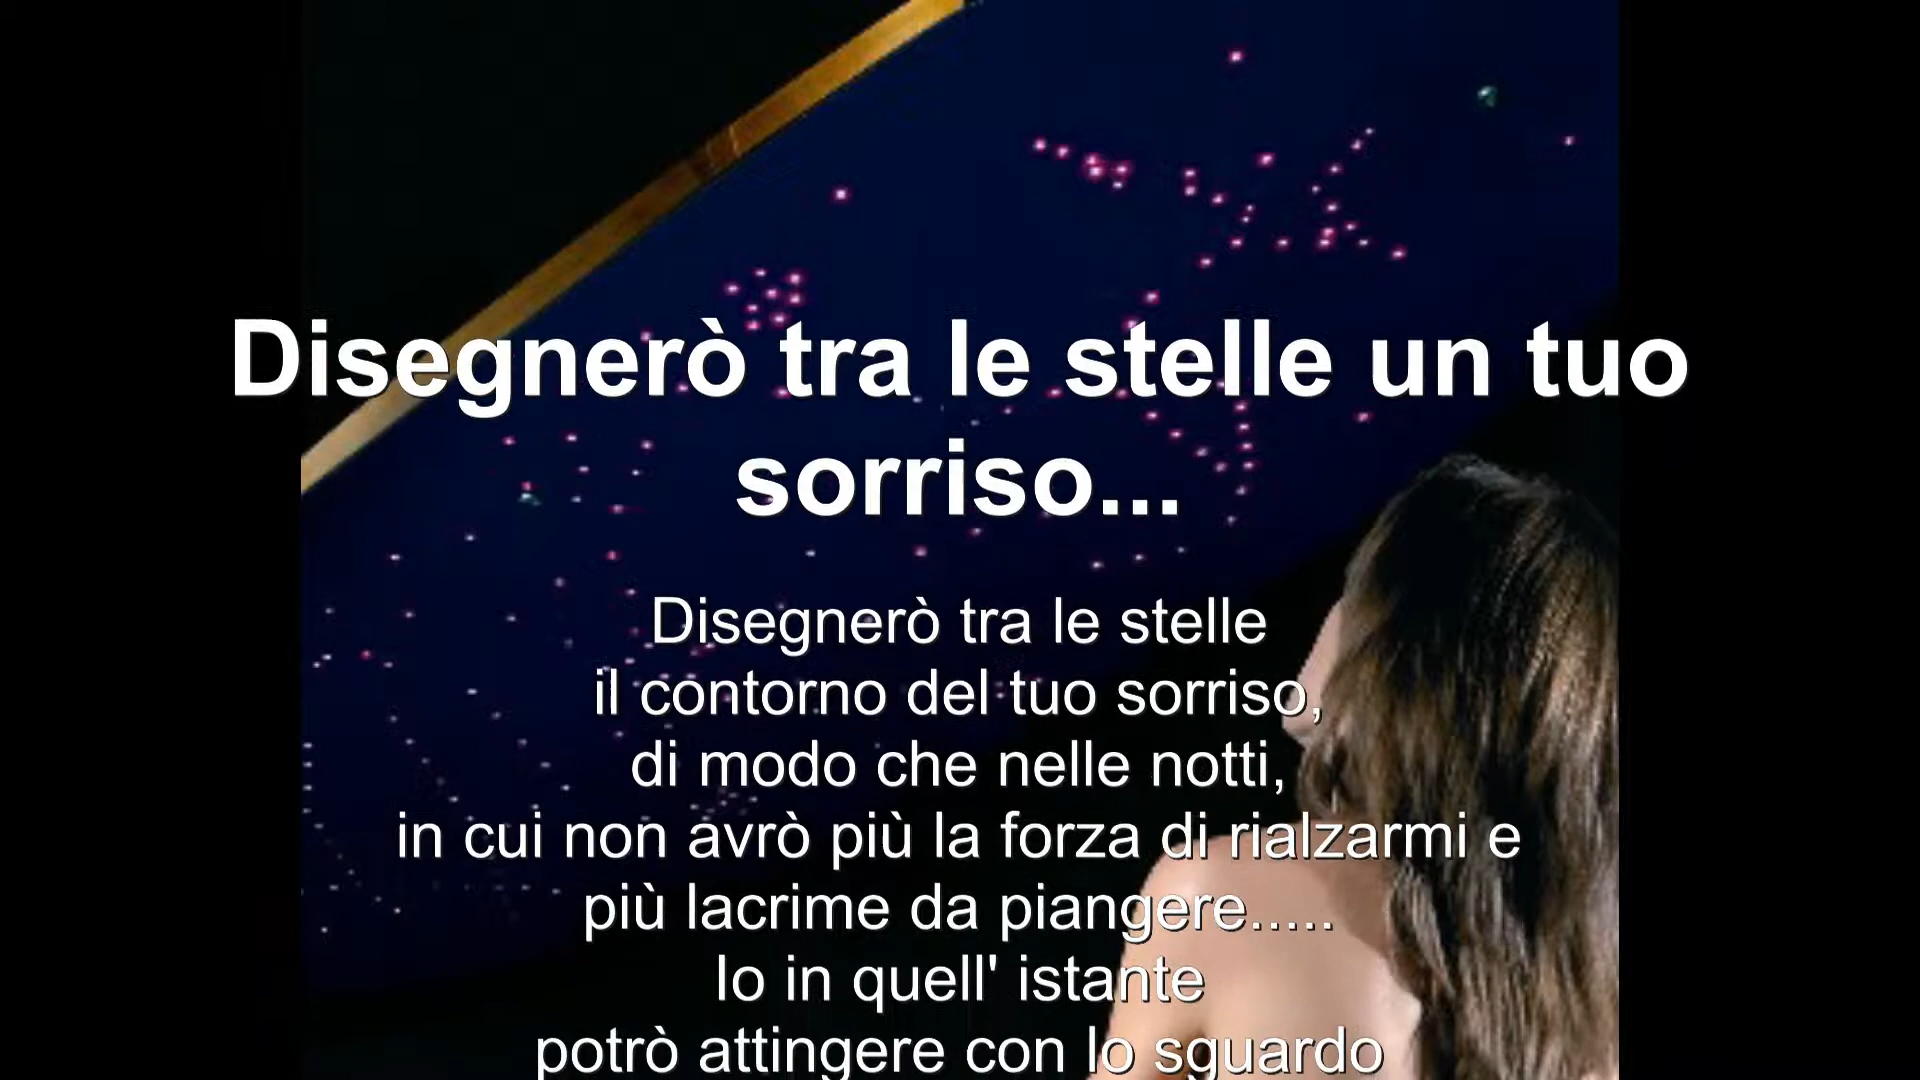 Disegnerò tra le stelle un tuo
sorriso...
Disegnerò tra le stelle
il contorno del tuo sorriso,
di modo che nelle notti,
in cui non avrò più la forza di rialzarmi e
più lacrime da piangere.....
Io in quell' istante
potrò attingere con lo sguardo